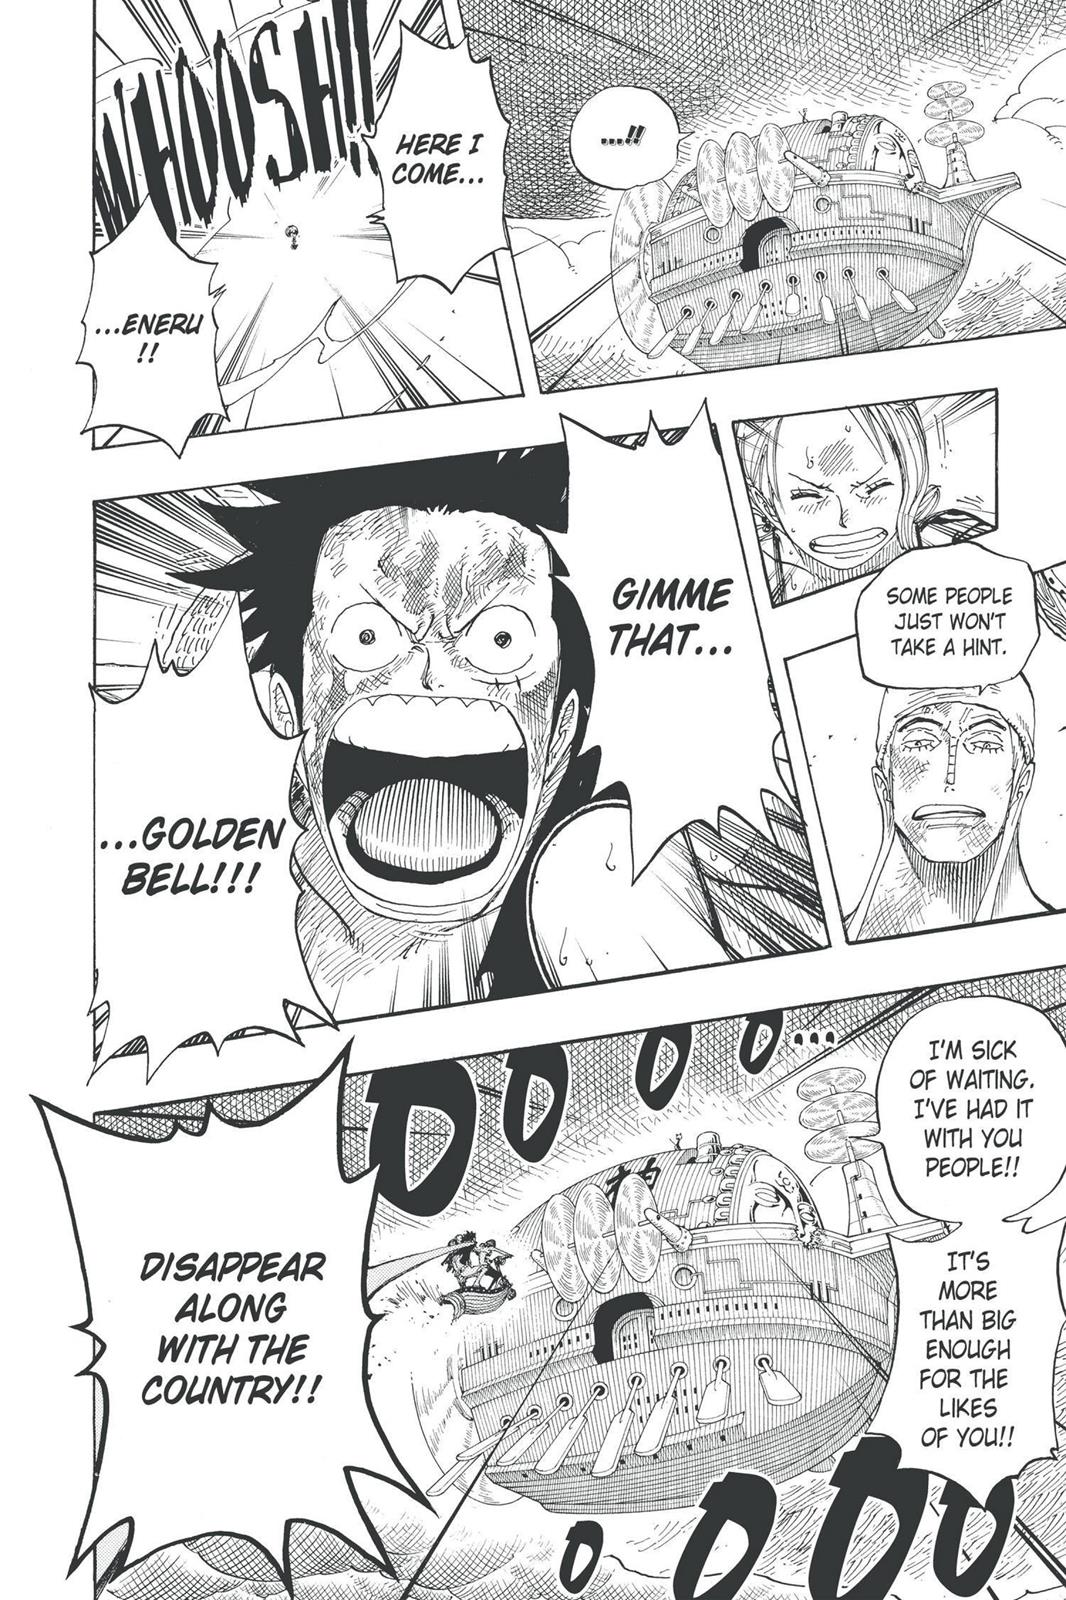 ....!!
HERE I
COME...
WHOOSH!!
...ENERU
!!
SOME PEOPLE
JUST WON'T
TAKE A HINT.
GIMME
THAT...
...GOLDEN
BELL!!!
I'M SICK
OF WAITING.
I'VE HAD IT
WITH YOU
PEOPLE!!
IT'S
MORE
THAN BIG
ENOUGH
FOR THE
LIKES
OF YOU!!
DO O O...
神
DISAPPEAR
ALONG
WITH THE
COUNTRY!!
O O O O